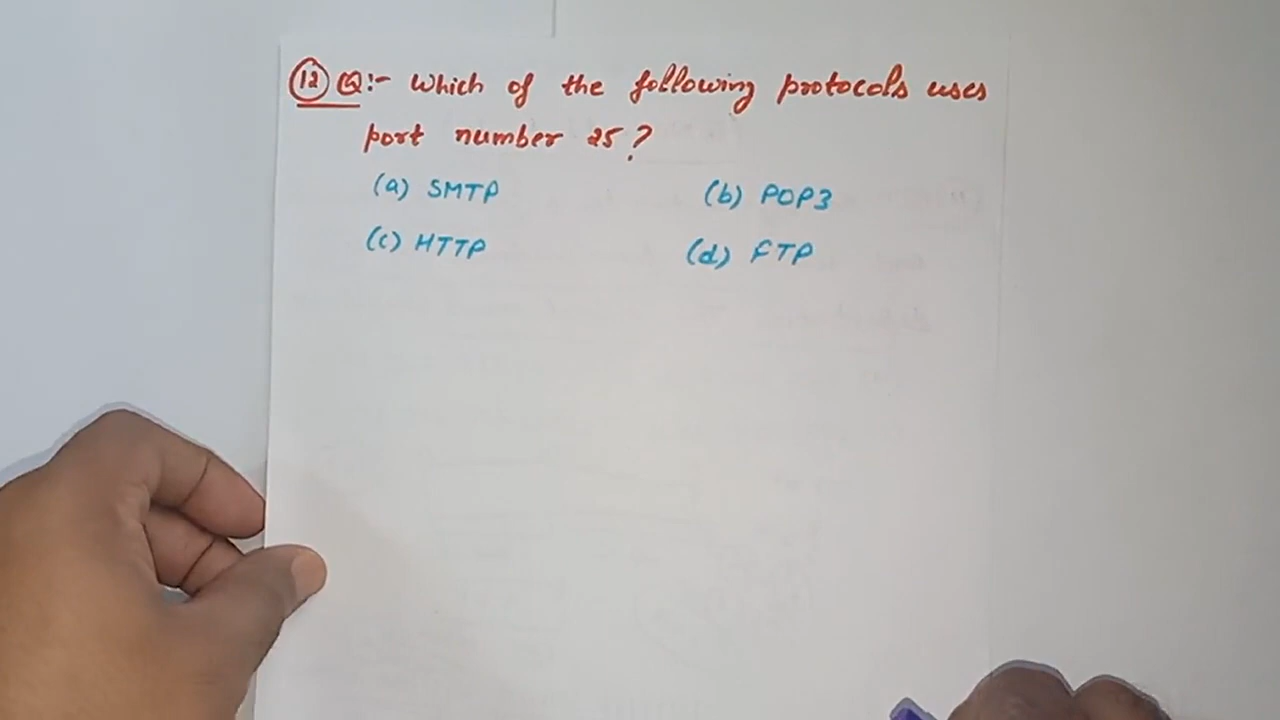 12 Q:- Which of the following protocols uses
port number 25?
(a) SMTP (b) POP3
(c) HTTP (d) FTP